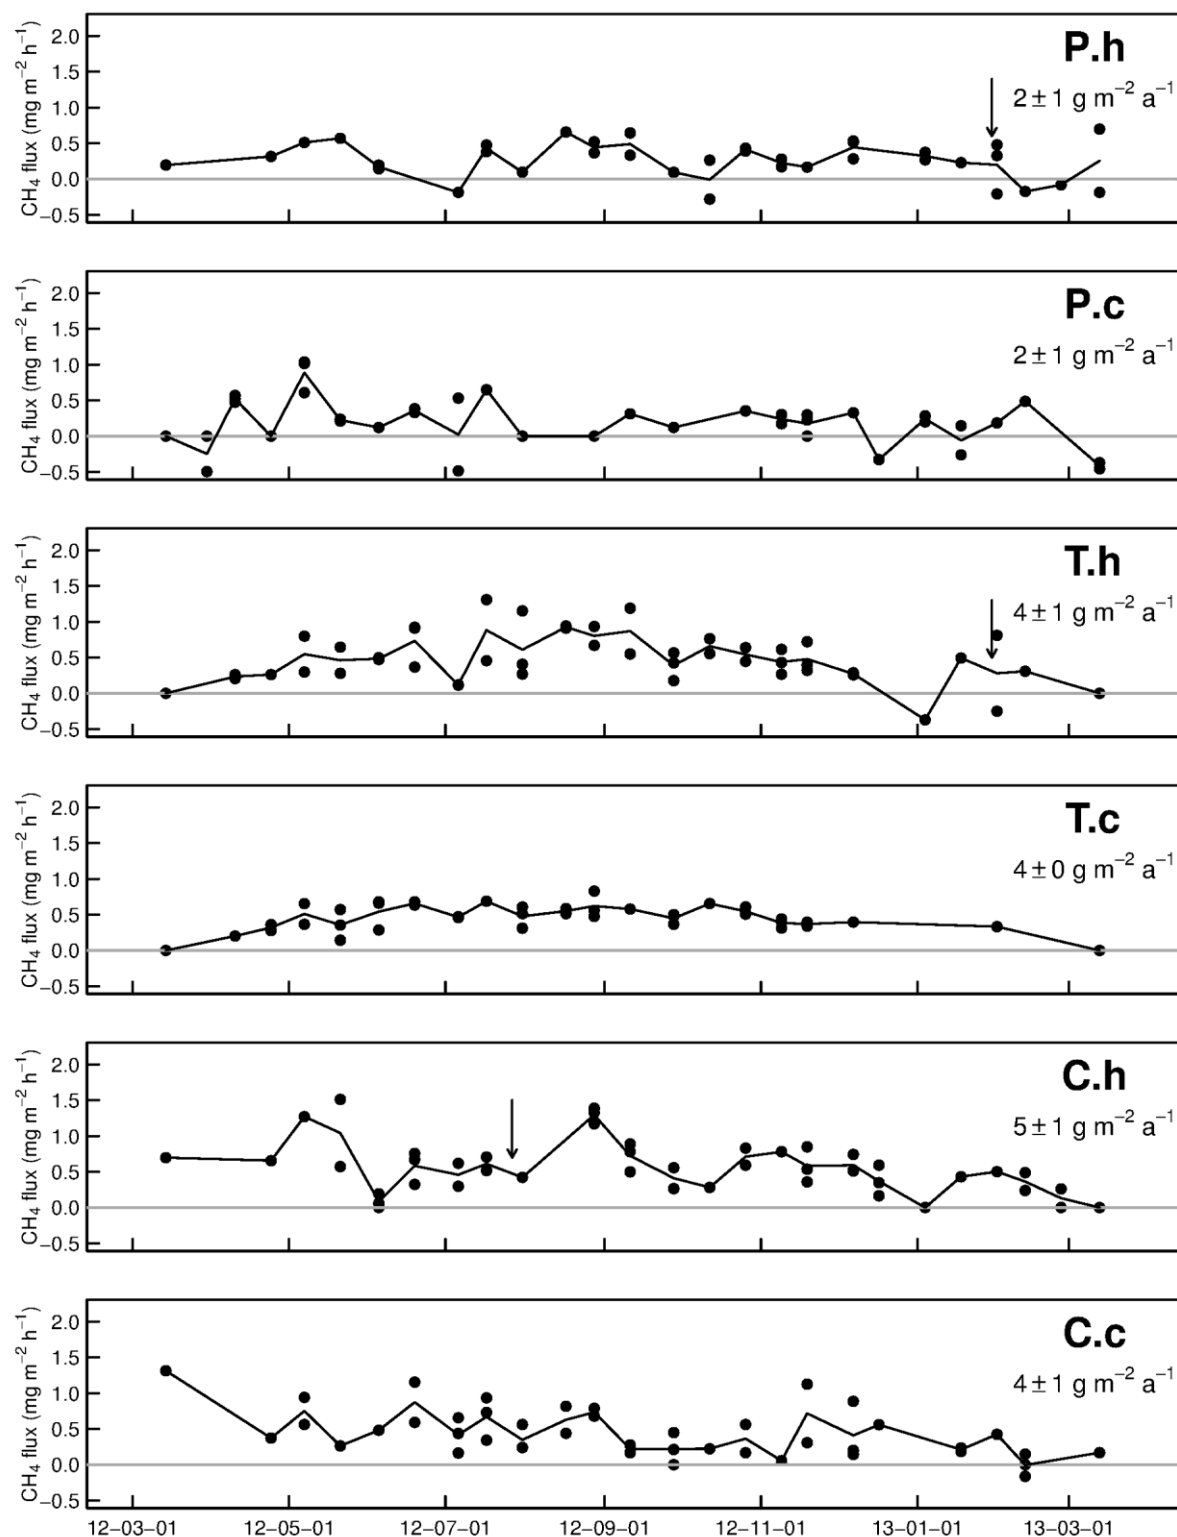 CH₄ flux (mg m⁻² h⁻¹)
2.0
1.5
1.0
0.5
0.0
−0.5
P.h
2±1 g m⁻² a⁻¹
CH₄ flux (mg m⁻² h⁻¹)
2.0
1.5
1.0
0.5
0.0
−0.5
P.c
2±1 g m⁻² a⁻¹
CH₄ flux (mg m⁻² h⁻¹)
2.0
1.5
1.0
0.5
0.0
−0.5
T.h
4±1 g m⁻² a⁻¹
CH₄ flux (mg m⁻² h⁻¹)
2.0
1.5
1.0
0.5
0.0
−0.5
T.c
4±0 g m⁻² a⁻¹
CH₄ flux (mg m⁻² h⁻¹)
2.0
1.5
1.0
0.5
0.0
−0.5
C.h
5±1 g m⁻² a⁻¹
CH₄ flux (mg m⁻² h⁻¹)
2.0
1.5
1.0
0.5
0.0
−0.5
C.c
4±1 g m⁻² a⁻¹
12−03−01 12−05−01 12−07−01 12−09−01 12−11−01 13−01−01 13−03−01